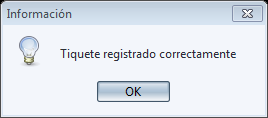 Información
Tiquete registrado correctamente
OK